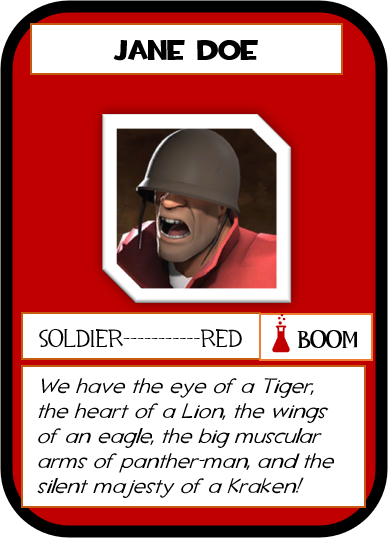 JANE DOE
SOLDIER-----------RED
BOOM
We have the eye of a Tiger,
the heart of a Lion, the wings
of an eagle, the big muscular
arms of panther-man, and the
silent majesty of a Kraken!